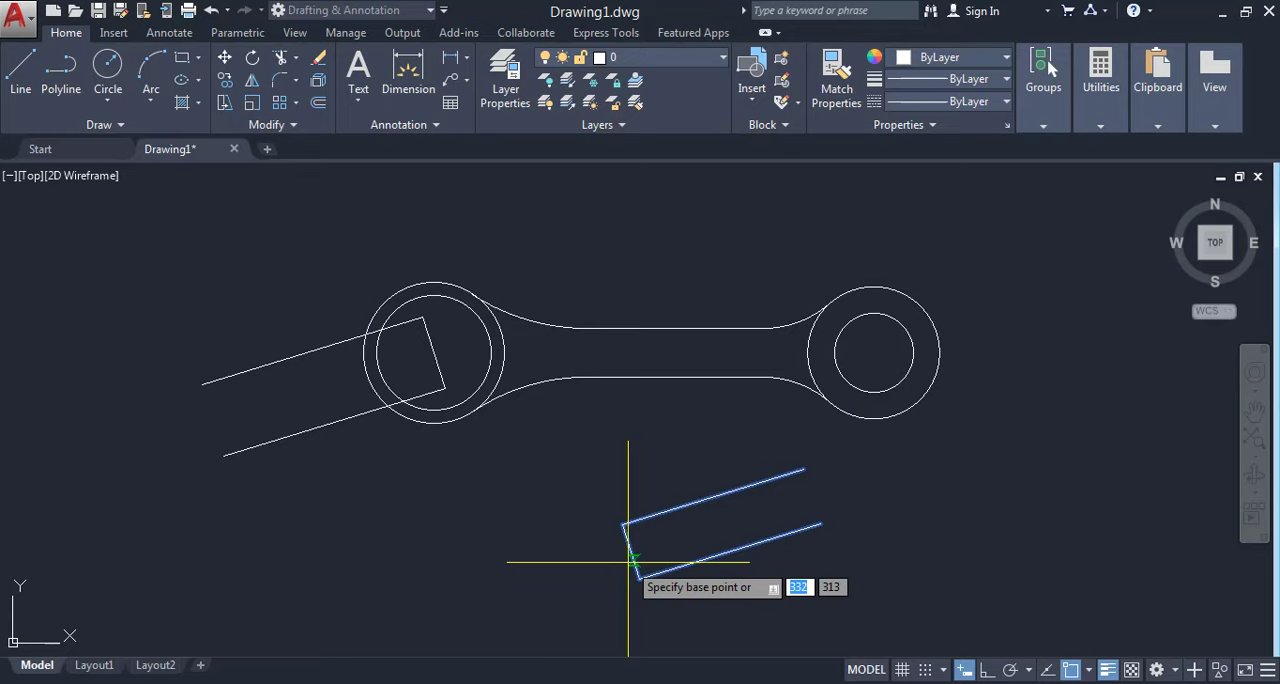 Drafting & Annotation
Drawing1.dwg
Type a keyword or phrase
Sign In
Home Insert Annotate Parametric View Manage Output Add-ins Collaborate Express Tools Featured Apps
Line Polyline Circle Arc
Text Dimension
Layer Properties
0
Insert
Match Properties
ByLayer
ByLayer
ByLayer
Groups Utilities Clipboard View
Draw Modify Annotation Layers Block Properties
Start Drawing1*
[−][Top][2D Wireframe]
N
W TOP E
S
WCS
Specify base point or 332 313
Y
X
Model Layout1 Layout2
MODEL